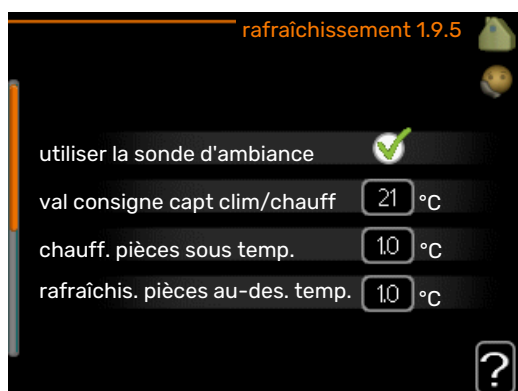 rafraîchissement 1.9.5
utiliser la sonde d'ambiance
val consigne capt clim/chauff 21 °C
chauff. pièces sous temp. 1.0 °C
rafraîchis. pièces au-des. temp. 1.0 °C
?